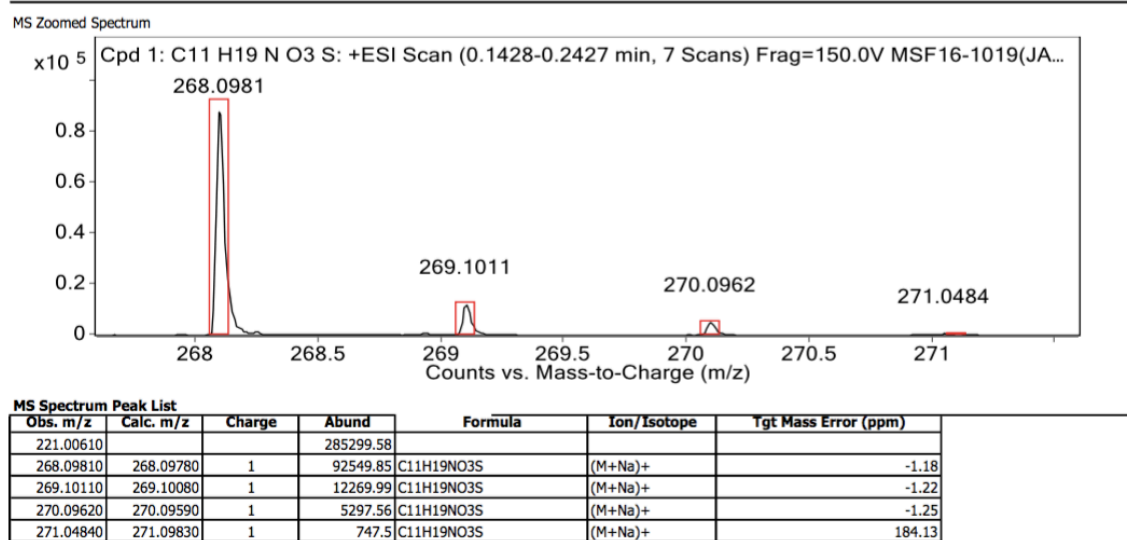 MS Zoomed Spectrum
x10 5 Cpd 1: C11 H19 N O3 S: +ESI Scan (0.1428-0.2427 min, 7 Scans) Frag=150.0V MSF16-1019(JA...
268.0981
0.8
0.6
0.4
269.1011
0.2
270.0962
271.0484
0
268 268.5 269 269.5 270 270.5 271
Counts vs. Mass-to-Charge (m/z)
MS Spectrum Peak List
Obs. m/z Calc. m/z Charge Abund Formula Ion/Isotope Tgt Mass Error (ppm)
221.00610 285299.58
268.09810 268.09780 1 92549.85 C11H19NO3S (M+Na)+ -1.18
269.10110 269.10080 1 12269.99 C11H19NO3S (M+Na)+ -1.22
270.09620 270.09590 1 5297.56 C11H19NO3S (M+Na)+ -1.25
271.04840 271.09830 1 747.5 C11H19NO3S (M+Na)+ 184.13